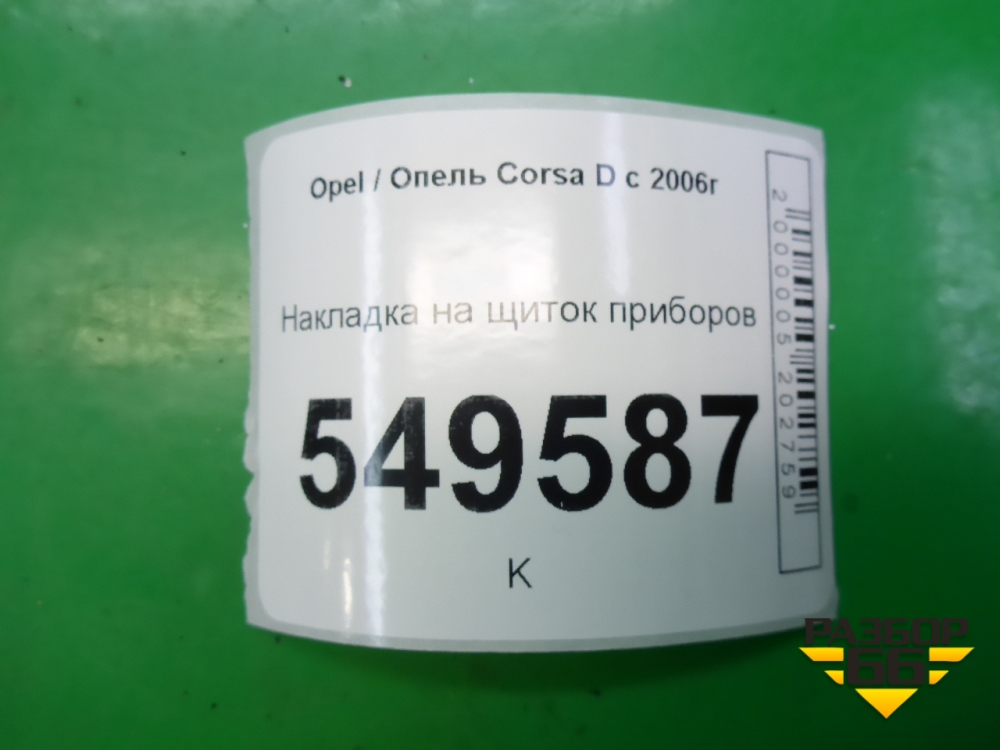 Opel / Опель Corsa D с 2006г
Накладка на щиток приборов
549587
К
2000005202759
РАЗБОР
66